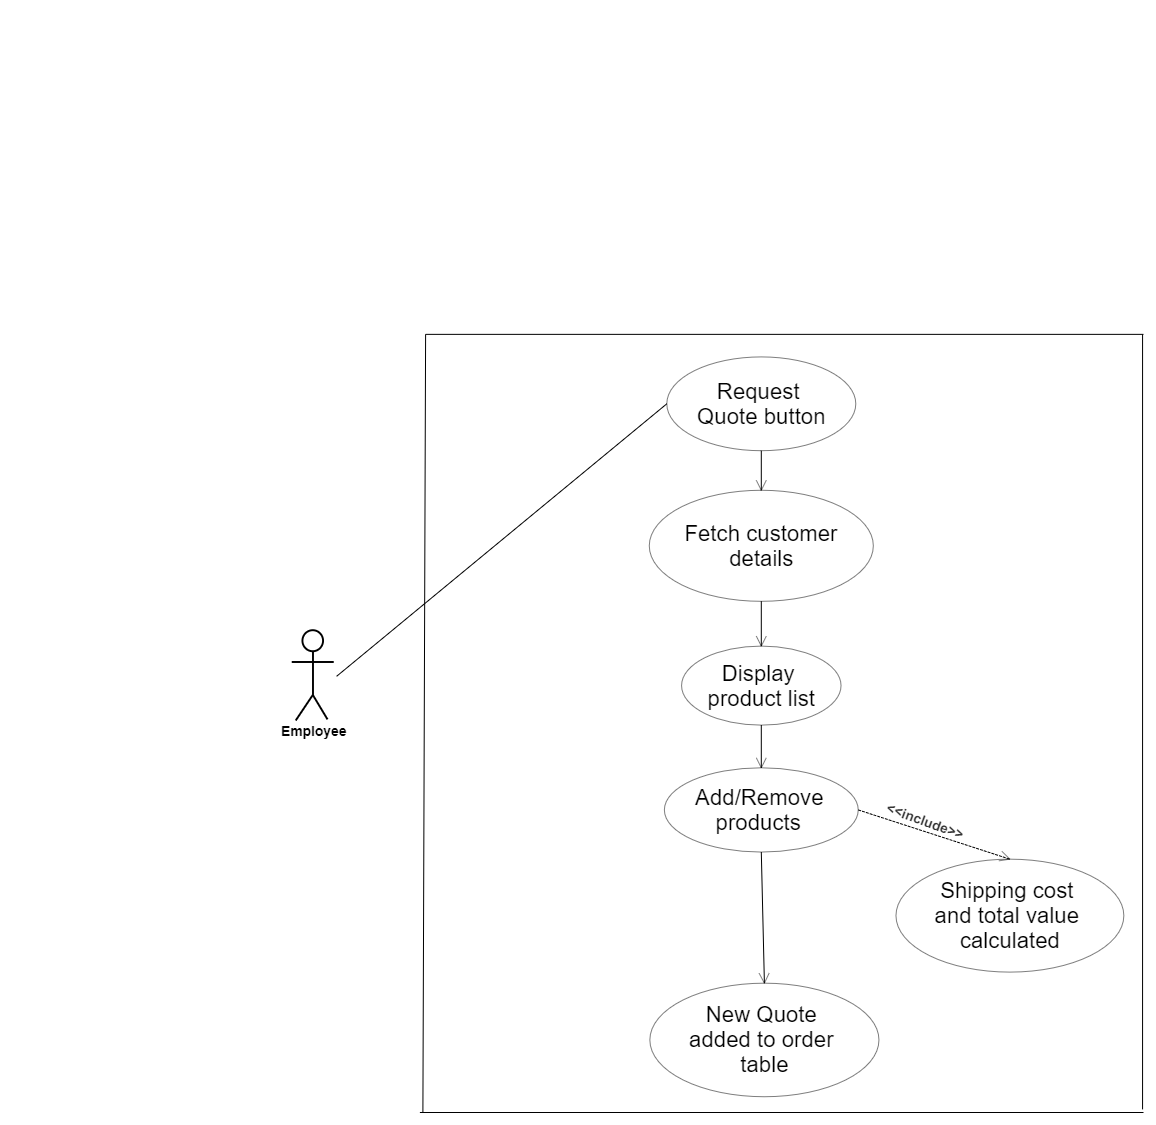 Request
Quote button
Fetch customer
details
Employee
Display
product list
Add/Remove
products
<<include>>
Shipping cost
and total value
calculated
New Quote
added to order
table